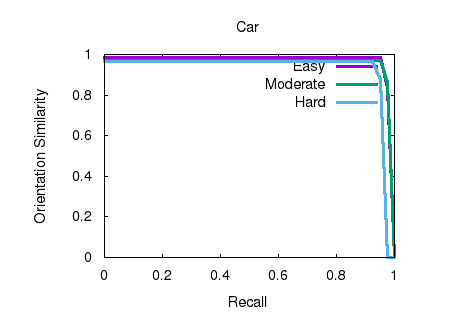 Car
Orientation Similarity
1
0.8
0.6
0.4
0.2
0
0 0.2 0.4 0.6 0.8 1
Recall
Easy
Moderate
Hard